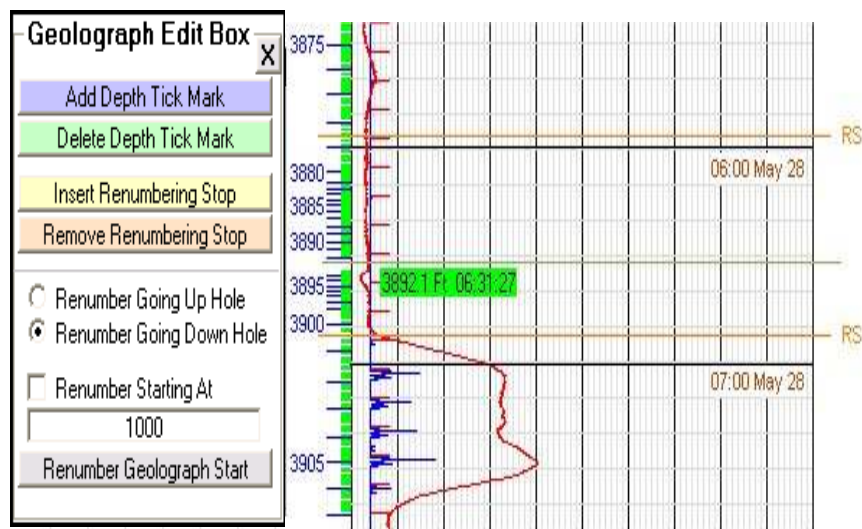 Geolograph Edit Box
X
Add Depth Tick Mark
Delete Depth Tick Mark
Insert Renumbering Stop
Remove Renumbering Stop
Renumber Going Up Hole
Renumber Going Down Hole
Renumber Starting At
1000
Renumber Geolograph Start
3875
RS
3880
06:00 May 28
3885
3890
3895
3892.1 Ft 06:31:27
3900
RS
07:00 May 28
3905